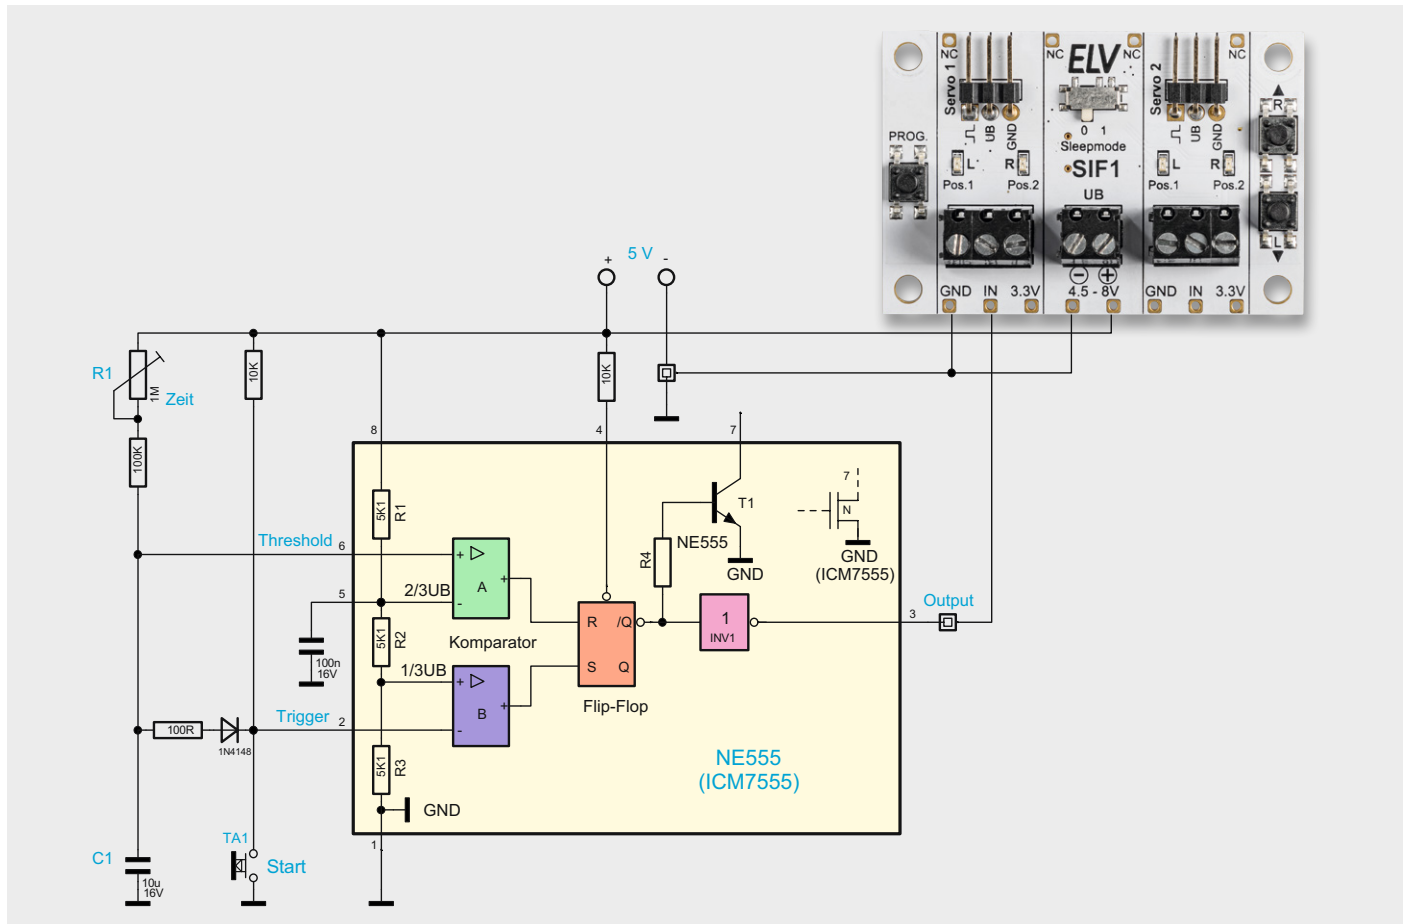 NC
NC
NC
NC
ELV
Servo 1
Servo 2
UB
GND
UB
GND
R
PROG.
0 1
Sleepmode
SIF1
L
R
L
R
Pos.1
Pos.2
Pos.1
Pos.2
UB
L
GND
IN
3.3V
4.5 - 8V
GND
IN
3.3V
+ 5 V -
R1
1M
Zeit
10K
10K
100K
8
4
7
5K1
R1
T1
7
N
NE555
R4
GND
GND
(ICM7555)
Threshold
6
+
A
+
-
2/3UB
5
Komparator
R
/Q
S
Q
Flip-Flop
1
INV1
3
Output
100n
16V
5K1
R2
1/3UB
+
B
+
-
Trigger
2
100R
1N4148
5K1
R3
NE555
(ICM7555)
GND
1
TA1
Start
C1
10u
16V